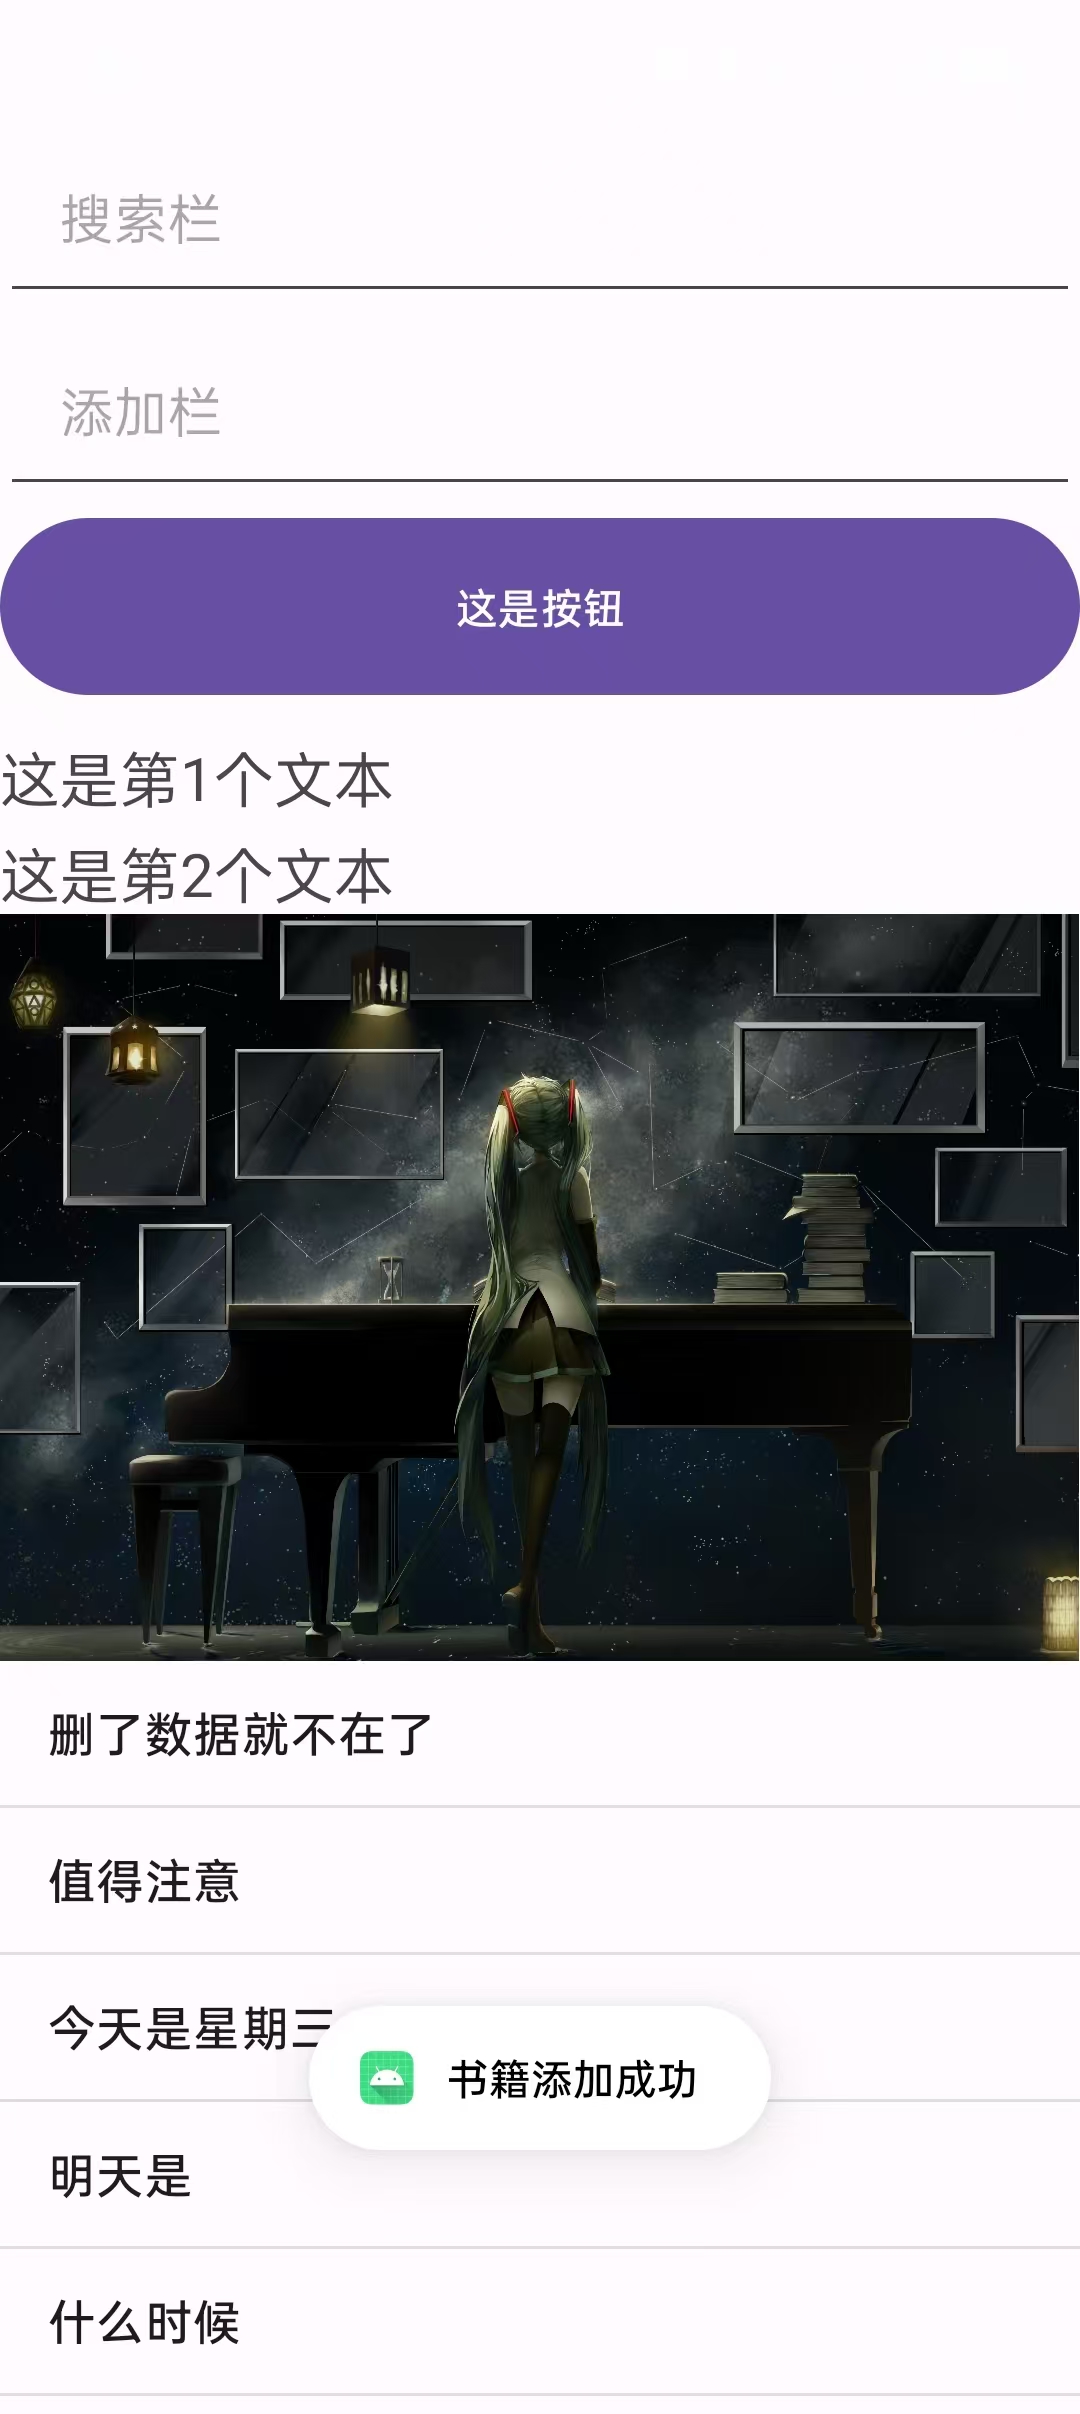 搜索栏
添加栏
这是按钮
这是第1个文本
这是第2个文本
删了数据就不在了
值得注意
今天是星期三
书籍添加成功
明天是
什么时候